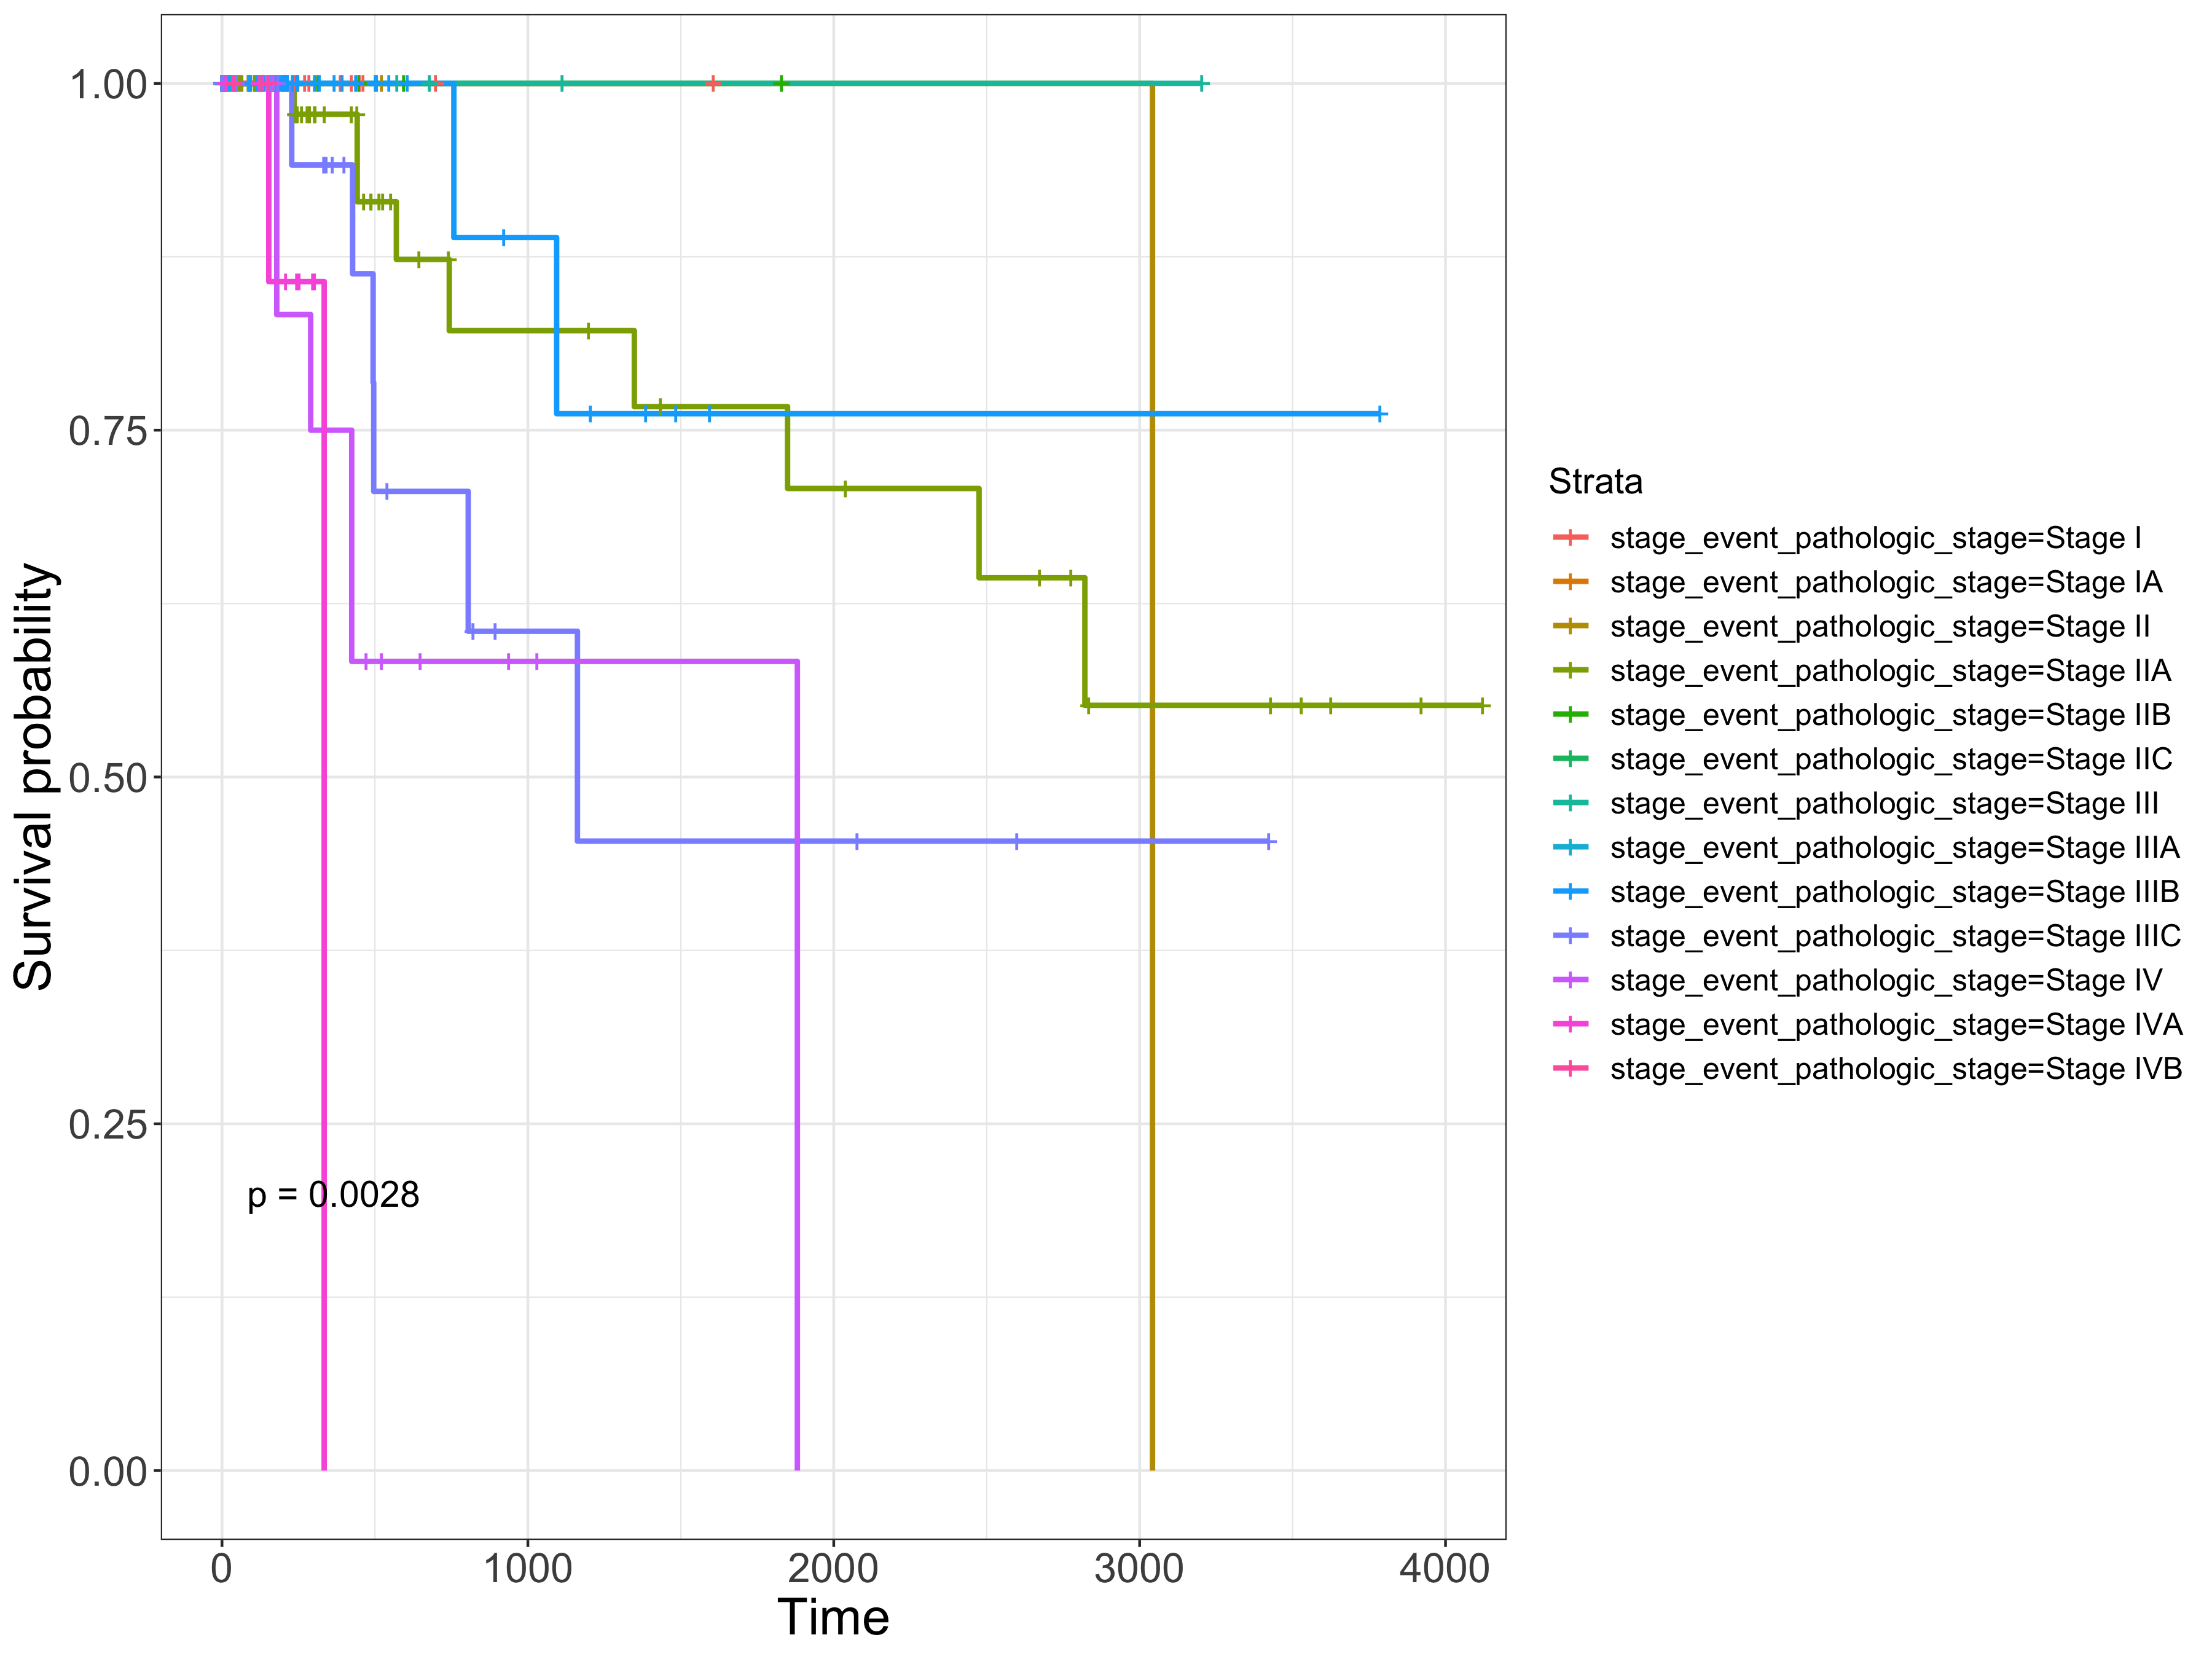 1.00
0.75
0.50
0.25
0.00
Survival probability
p = 0.0028
0 1000 2000 3000 4000
Time
Strata
stage_event_pathologic_stage=Stage I
stage_event_pathologic_stage=Stage IA
stage_event_pathologic_stage=Stage II
stage_event_pathologic_stage=Stage IIA
stage_event_pathologic_stage=Stage IIB
stage_event_pathologic_stage=Stage IIC
stage_event_pathologic_stage=Stage III
stage_event_pathologic_stage=Stage IIIA
stage_event_pathologic_stage=Stage IIIB
stage_event_pathologic_stage=Stage IIIC
stage_event_pathologic_stage=Stage IV
stage_event_pathologic_stage=Stage IVA
stage_event_pathologic_stage=Stage IVB